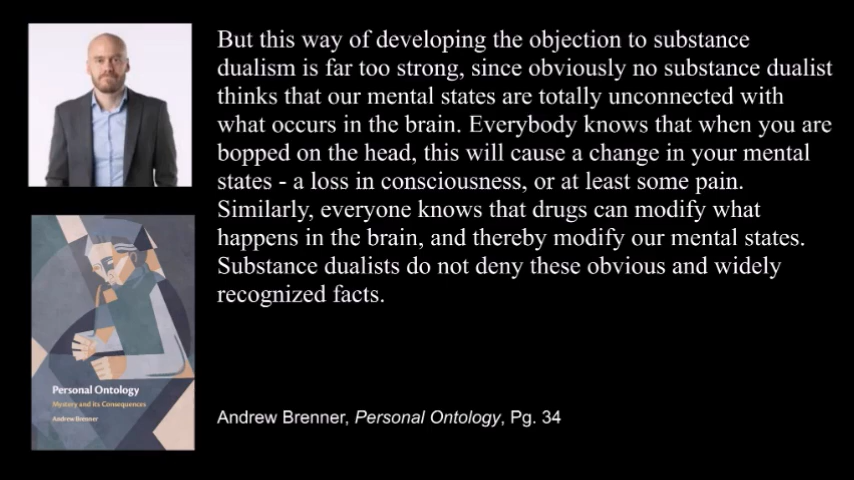 But this way of developing the objection to substance
dualism is far too strong, since obviously no substance dualist
thinks that our mental states are totally unconnected with
what occurs in the brain. Everybody knows that when you are
bopped on the head, this will cause a change in your mental
states - a loss in consciousness, or at least some pain.
Similarly, everyone knows that drugs can modify what
happens in the brain, and thereby modify our mental states.
Substance dualists do not deny these obvious and widely
recognized facts.
Personal Ontology
Mystery and its Consequences
Andrew Brenner
Andrew Brenner, Personal Ontology, Pg. 34